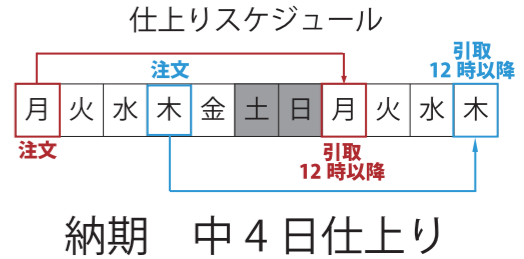 仕上りスケジュール
引取
12時以降
注文
月 火 水 木 金 土 日 月 火 水 木
注文
引取
12時以降
納期 中4日仕上り